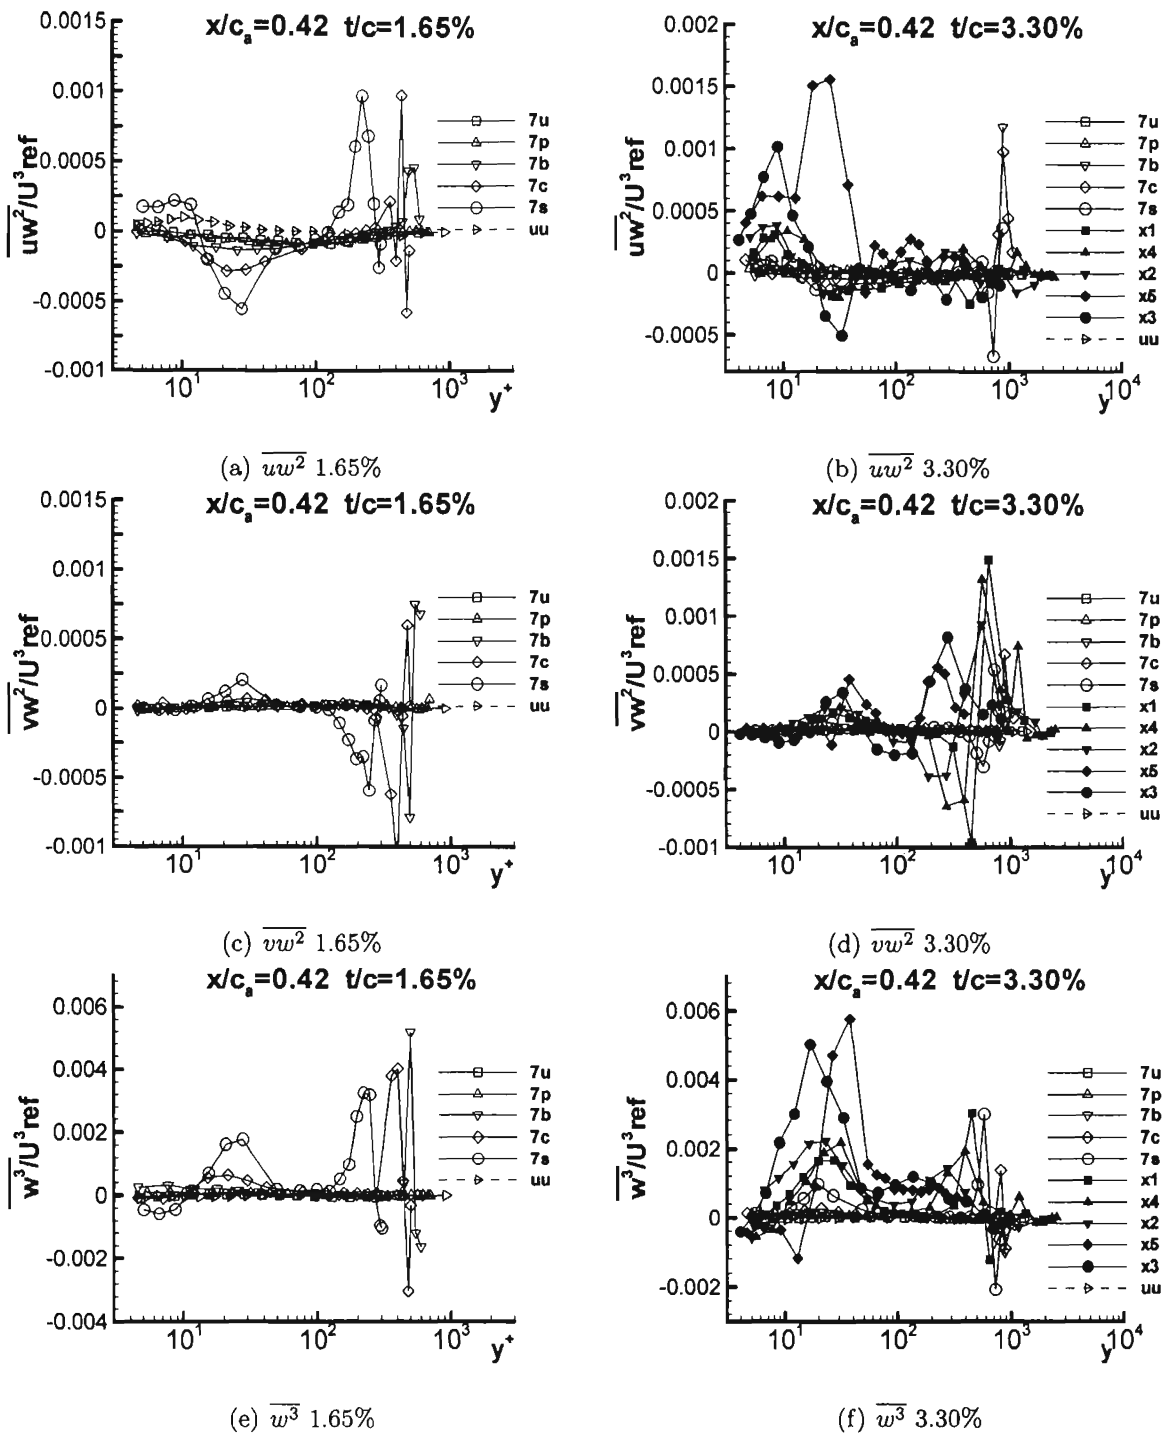 x/cₐ=0.42 t/c=1.65%
0.0015
0.001
0.0005
0
-0.0005
-0.001
uw²/U³ref
7u
7p
7b
7c
7s
uu
10¹ 10² 10³
y⁺
(a) uw² 1.65%
x/cₐ=0.42 t/c=3.30%
0.002
0.0015
0.001
0.0005
0
-0.0005
uw²/U³ref
7u
7p
7b
7c
7s
x1
x4
x2
x5
x3
uu
10¹ 10² 10³ 10⁴
y
(b) uw² 3.30%
x/cₐ=0.42 t/c=1.65%
0.0015
0.001
0.0005
0
-0.0005
-0.001
vw²/U³ref
7u
7p
7b
7c
7s
uu
10¹ 10² 10³
y⁺
(c) vw² 1.65%
x/cₐ=0.42 t/c=3.30%
0.002
0.0015
0.001
0.0005
0
-0.0005
-0.001
vw²/U³ref
7u
7p
7b
7c
7s
x1
x4
x2
x5
x3
uu
10¹ 10² 10³ 10⁴
y
(d) vw² 3.30%
x/cₐ=0.42 t/c=1.65%
0.006
0.004
0.002
0
-0.002
-0.004
w³/U³ref
7u
7p
7b
7c
7s
uu
10¹ 10² 10³
y⁺
(e) w³ 1.65%
x/cₐ=0.42 t/c=3.30%
0.006
0.004
0.002
0
-0.002
w³/U³ref
7u
7p
7b
7c
7s
x1
x4
x2
x5
x3
uu
10¹ 10² 10³ 10⁴
y
(f) w³ 3.30%